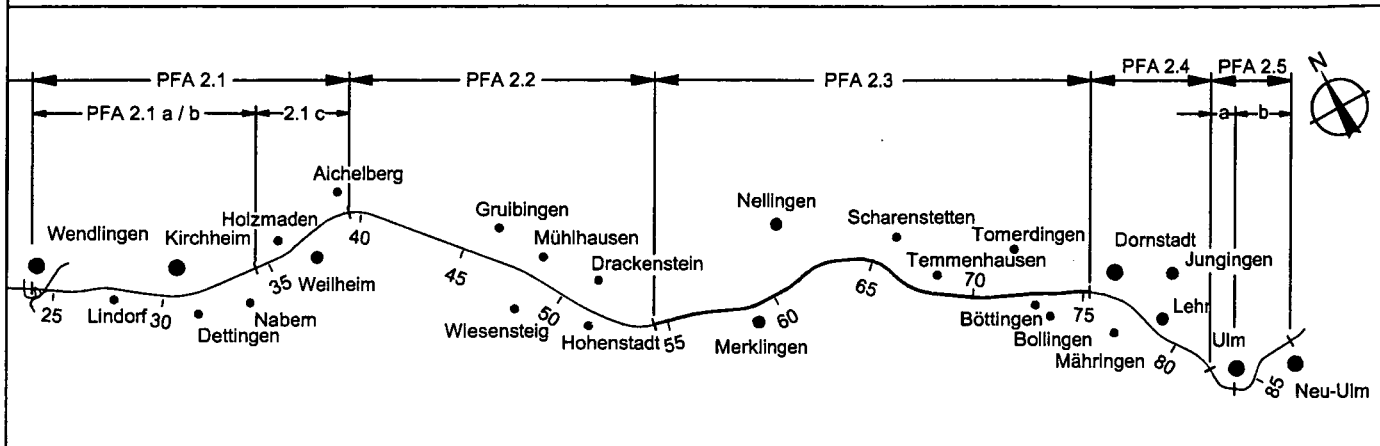 PFA 2.1
PFA 2.2
PFA 2.3
PFA 2.4
PFA 2.5
N
PFA 2.1 a / b
2.1 c
a
b
Aichelberg
Wendlingen
Kirchheim
Holzmaden
Weilheim
Lindorf
Dettingen
Nabern
Gruibingen
Mühlhausen
Drackenstein
Wiesensteig
Hohenstadt
Nellingen
Merklingen
Scharenstetten
Temmenhausen
Tomerdingen
Böttingen
Bollingen
Mähringen
Dornstadt
Jungingen
Lehr
Ulm
Neu-Ulm
25
30
35
40
45
50
55
60
65
70
75
80
85